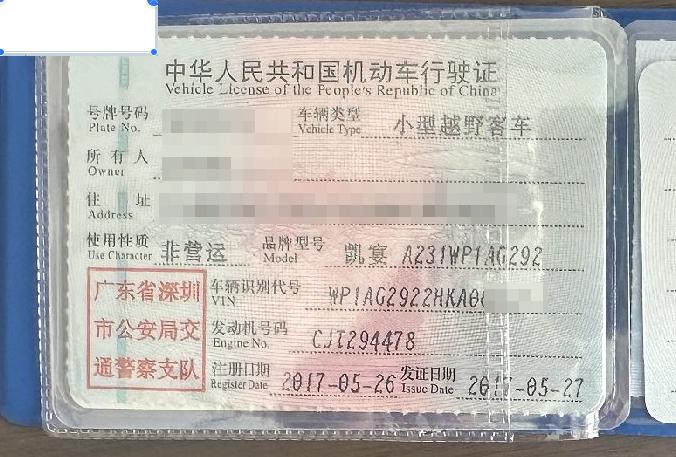 中华人民共和国机动车行驶证
Vehicle License of the People's Republic of China
号牌号码 车辆类型 小型越野客车
Plate No. Vehicle Type
所有人
Owner
住址
Address
使用性质 非营运 品牌型号 凯宴 A231WP1AG292
Use Character Model
广东省深圳
市公安局交
通警察支队
车辆识别代号 WP1AG2922HKA0
VIN
发动机号码 CJT294478
Engine No.
注册日期 2017-05-26 发证日期 2017-05-27
Register Date Issue Date